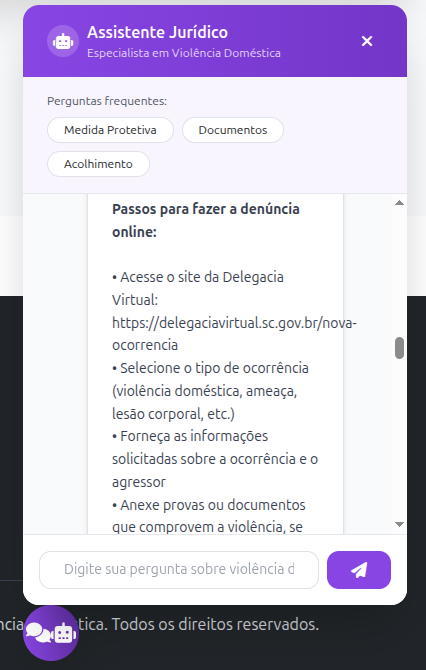 Assistente Jurídico
Especialista em Violência Doméstica
Perguntas frequentes:
Medida Protetiva
Documentos
Acolhimento
Passos para fazer a denúncia
online:
• Acesse o site da Delegacia
Virtual:
https://delegaciavirtual.sc.gov.br/nova-
ocorrencia
• Selecione o tipo de ocorrência
(violência doméstica, ameaça,
lesão corporal, etc.)
• Forneça as informações
solicitadas sobre a ocorrência e o
agressor
• Anexe provas ou documentos
que comprovem a violência, se
Digite sua pergunta sobre violência d
tica. Todos os direitos reservados.